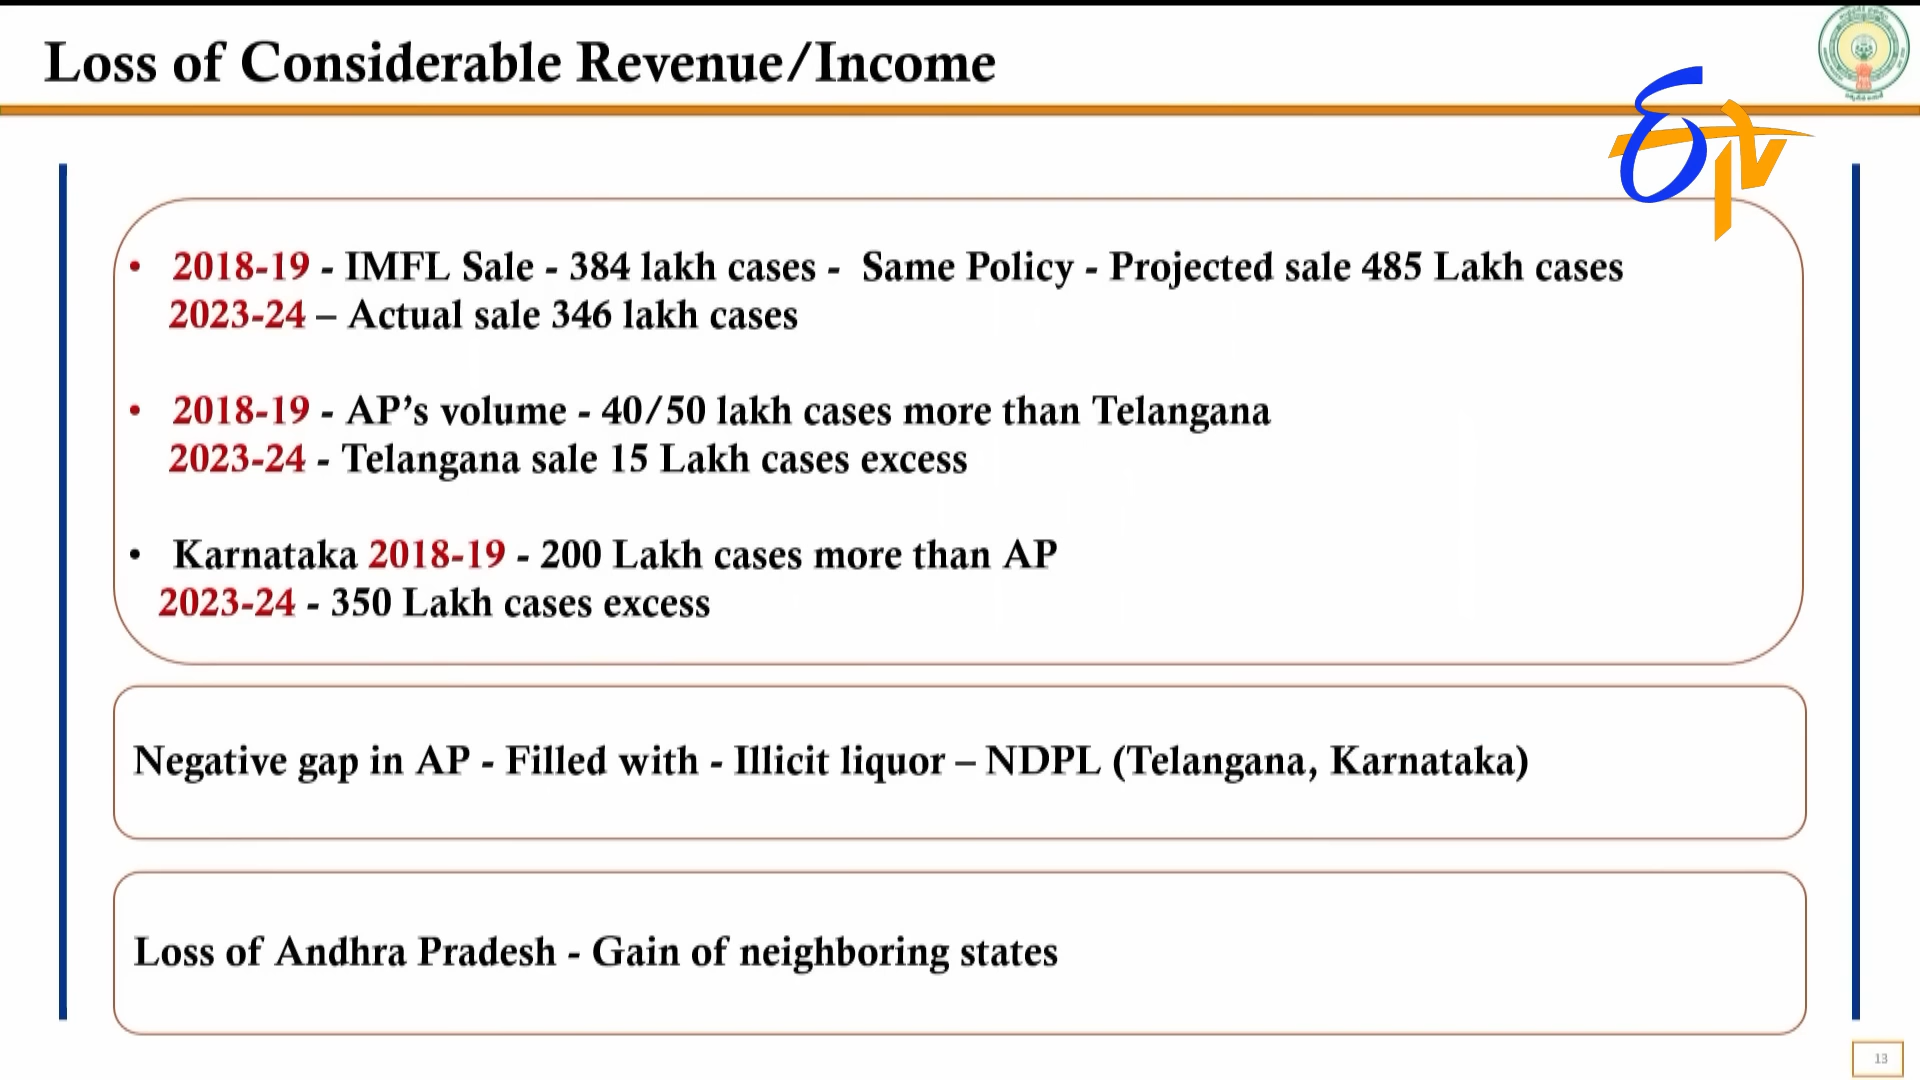 Loss of Considerable Revenue/Income
ETV
• 2018-19 - IMFL Sale - 384 lakh cases - Same Policy - Projected sale 485 Lakh cases
2023-24 – Actual sale 346 lakh cases
• 2018-19 - AP’s volume - 40/50 lakh cases more than Telangana
2023-24 - Telangana sale 15 Lakh cases excess
• Karnataka 2018-19 - 200 Lakh cases more than AP
2023-24 - 350 Lakh cases excess
Negative gap in AP - Filled with - Illicit liquor – NDPL (Telangana, Karnataka)
Loss of Andhra Pradesh - Gain of neighboring states
13